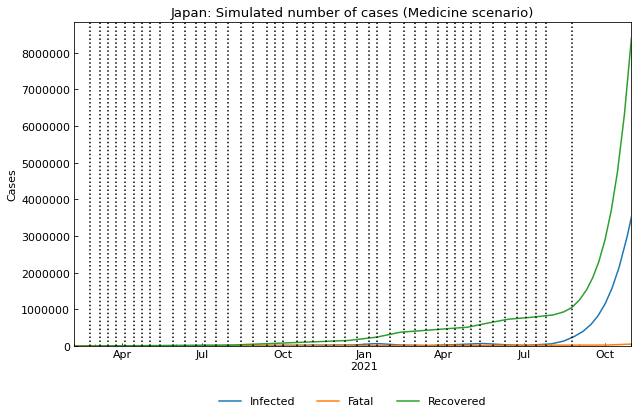 Japan: Simulated number of cases (Medicine scenario)
8000000
7000000
6000000
5000000
4000000
3000000
2000000
1000000
0
Cases
Apr Jul Oct Jan Apr Jul Oct
2021
Infected Fatal Recovered